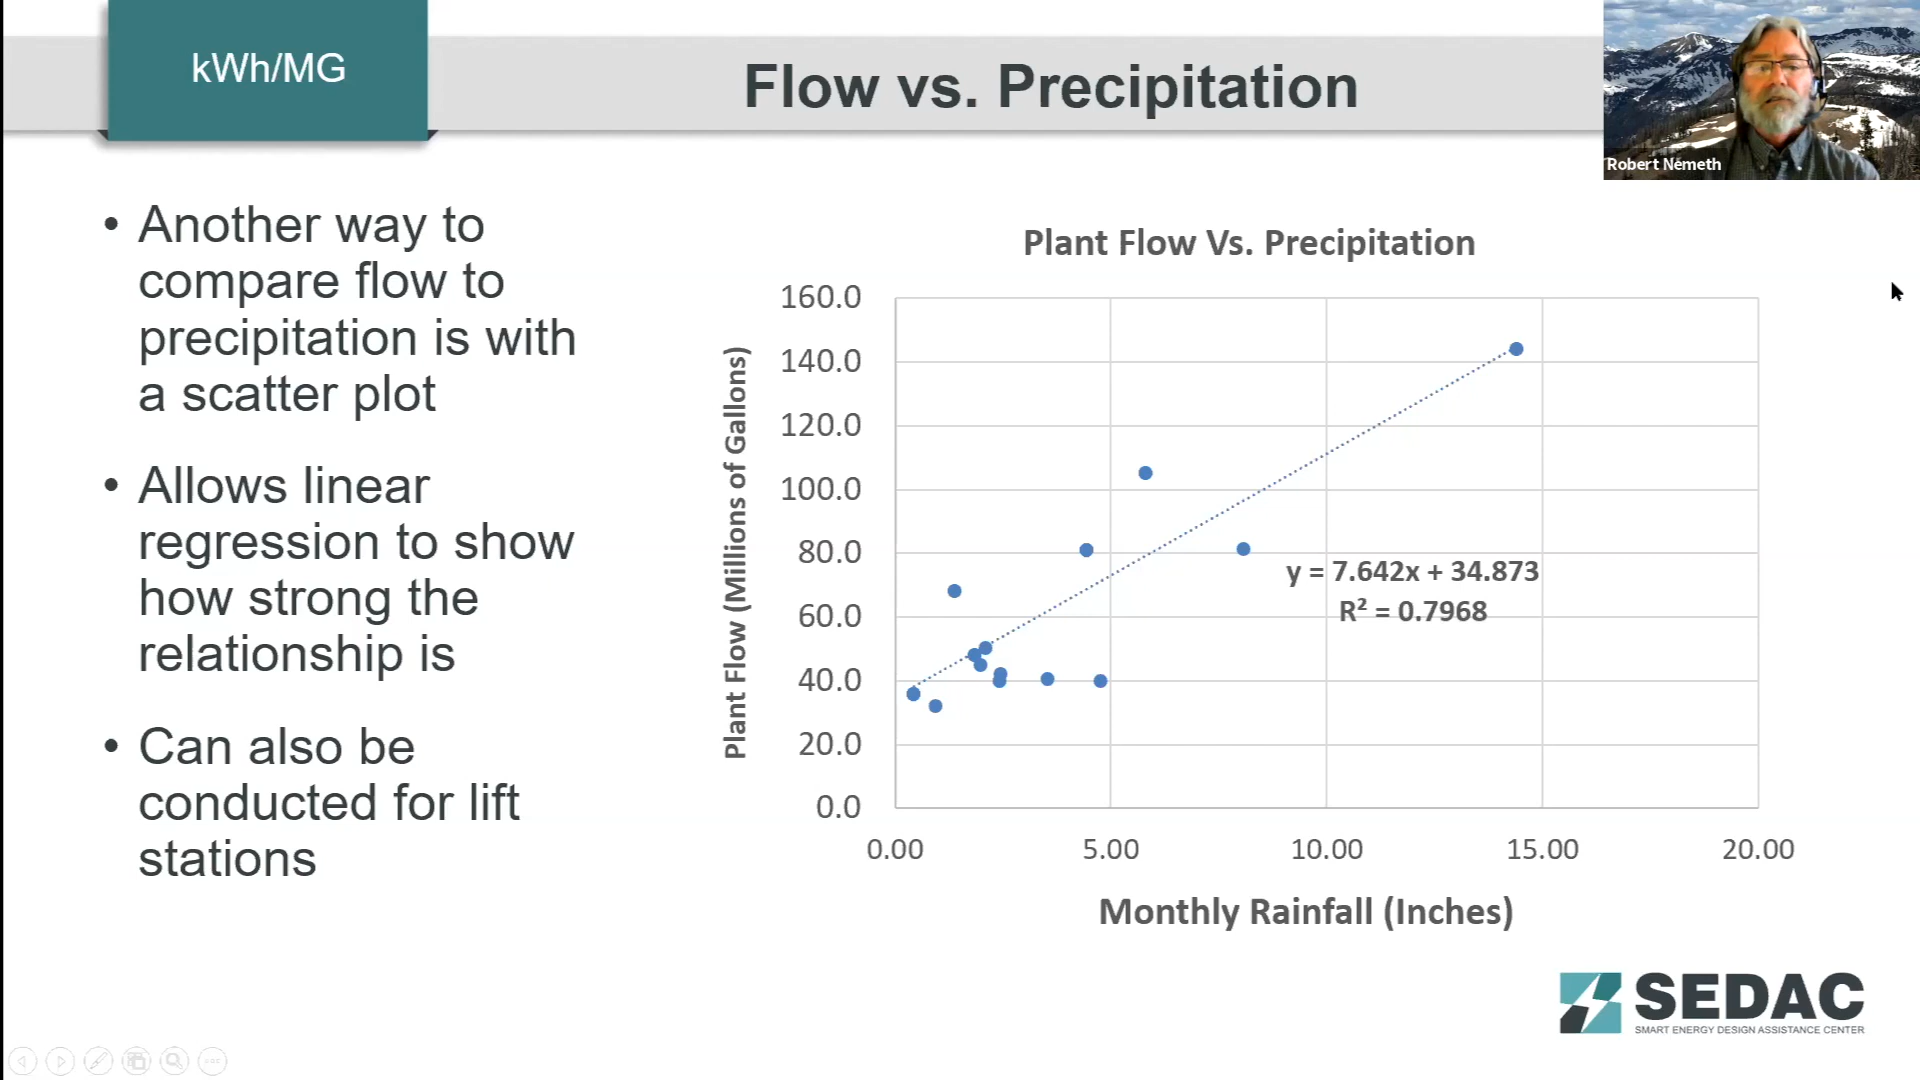 kWh/MG
Flow vs. Precipitation
Robert Nemeth
• Another way to
compare flow to
precipitation is with
a scatter plot
• Allows linear
regression to show
how strong the
relationship is
• Can also be
conducted for lift
stations
Plant Flow Vs. Precipitation
Plant Flow (Millions of Gallons)
160.0
140.0
120.0
100.0
80.0
60.0
40.0
20.0
0.0
y = 7.642x + 34.873
R² = 0.7968
0.00 5.00 10.00 15.00 20.00
Monthly Rainfall (Inches)
SEDAC
SMART ENERGY DESIGN ASSISTANCE CENTER